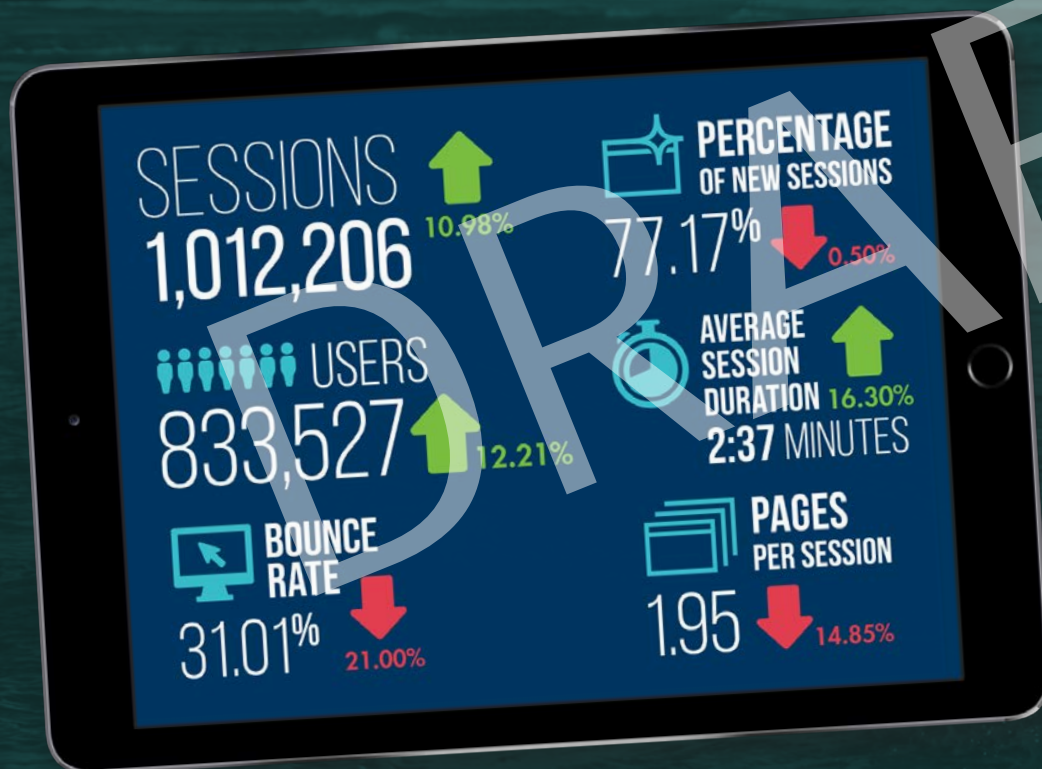 SESSIONS
10.98%
1,012,206
USERS
833,527
12.21%
BOUNCE
RATE
31.01%
21.00%
PERCENTAGE
OF NEW SESSIONS
77.17%
0.50%
AVERAGE
SESSION
DURATION 16.30%
2:37 MINUTES
PAGES
PER SESSION
1.95
14.85%